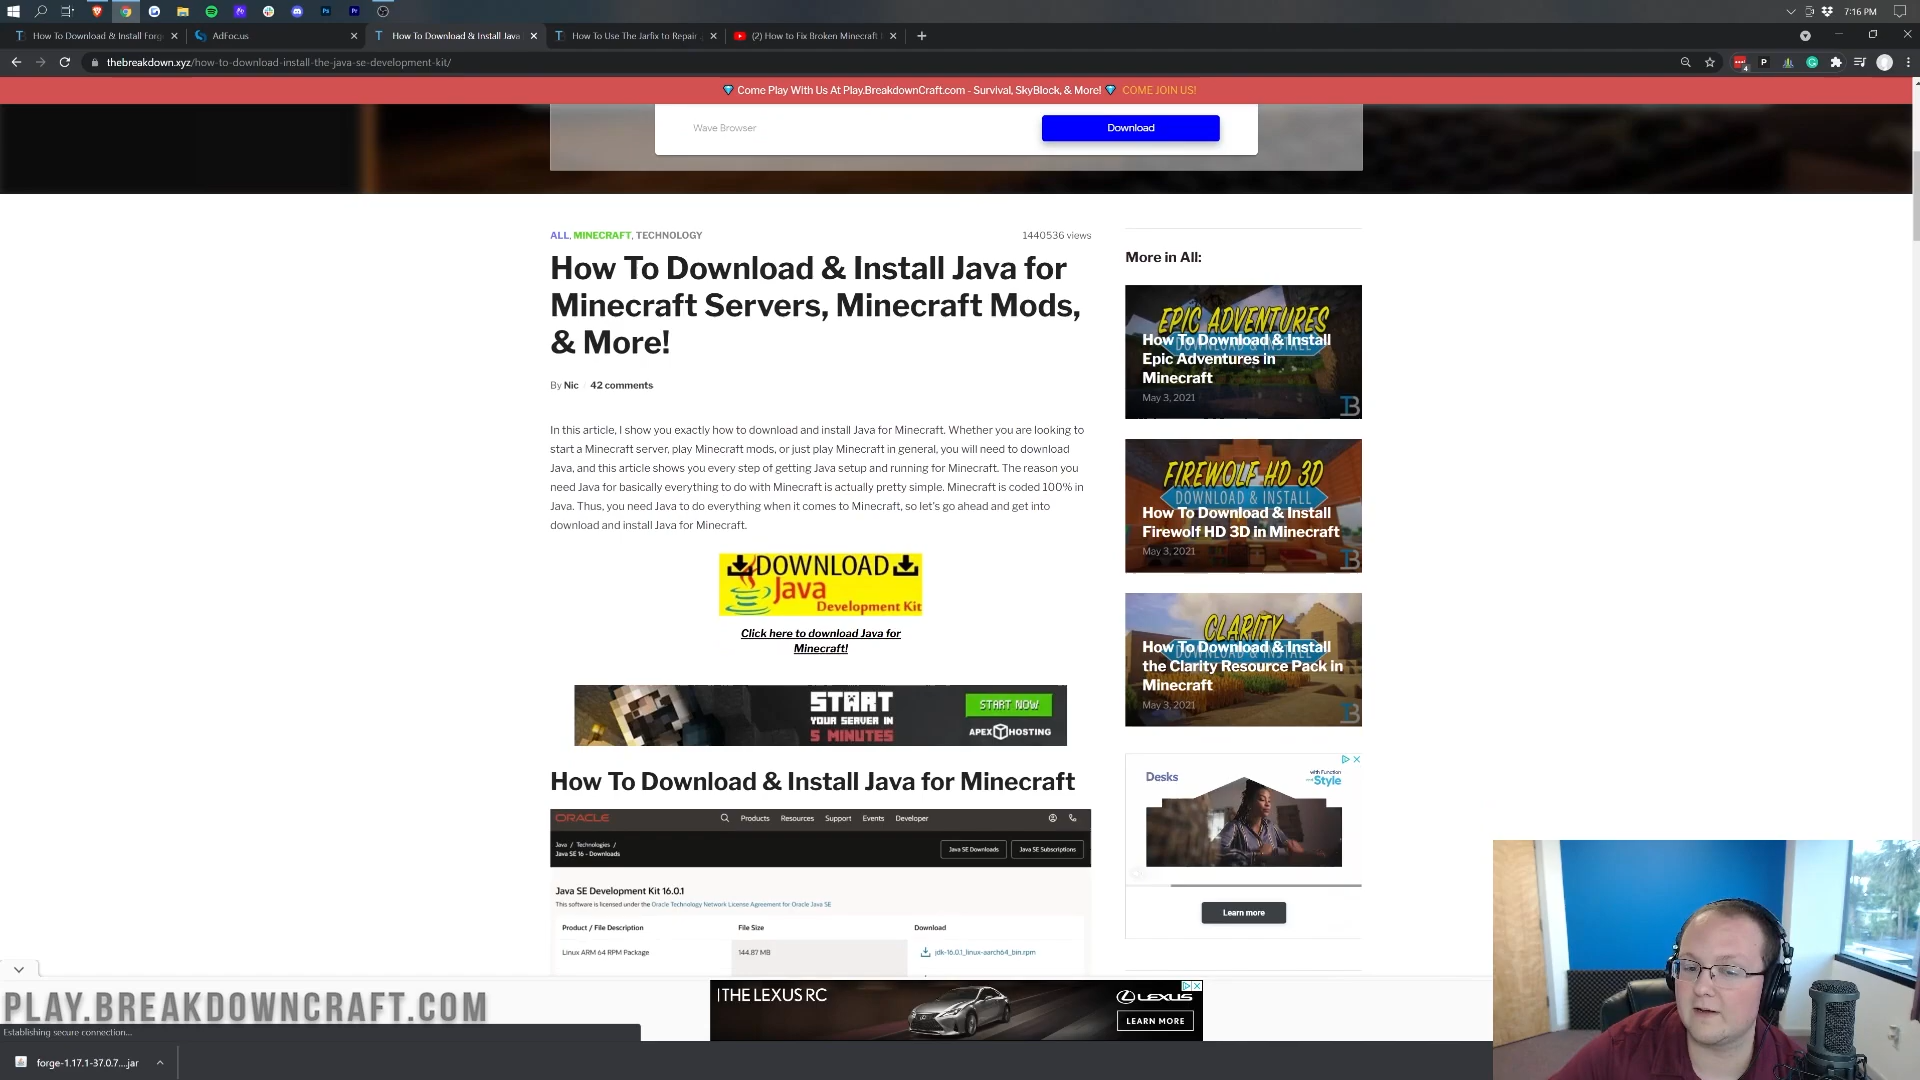 7:16 PM
How To Download & Install Forg
AdFoc.us
How To Download & Install Java
How To Use The Jarfix to Repair
(2) How to Fix Broken Minecraft
thebreakdown.xyz/how-to-download-install-the-java-se-development-kit/
Come Play With Us At Play.BreakdownCraft.com - Survival, SkyBlock, & More! COME JOIN US!
Wave Browser
Download
ALL, MINECRAFT, TECHNOLOGY
1440536 views
How To Download & Install Java for
Minecraft Servers, Minecraft Mods,
& More!
By Nic 42 comments
In this article, I show you exactly how to download and install Java for Minecraft. Whether you are looking to
start a Minecraft server, play Minecraft mods, or just play Minecraft in general, you will need to download
Java, and this article shows you every step of getting Java setup and running for Minecraft. The reason you
need Java for basically everything to do with Minecraft is actually pretty simple. Minecraft is coded 100% in
Java. Thus, you need Java to do everything when it comes to Minecraft, so let's go ahead and get into
download and install Java for Minecraft.
DOWNLOAD
Java
Development Kit
Click here to download Java for
Minecraft!
START
YOUR SERVER IN
5 MINUTES
START NOW
APEX HOSTING
How To Download & Install Java for Minecraft
ORACLE
Products Resources Support Events Developer
Java / Technologies /
Java SE 16 - Downloads
Java SE Downloads
Java SE Subscriptions
Java SE Development Kit 16.0.1
This software is licensed under the Oracle Technology Network License Agreement for Oracle Java SE
Product / File Description File Size Download
Linux ARM 64 RPM Package 144.87 MB jdk-16.0.1_linux-aarch64_bin.rpm
More in All:
EPIC ADVENTURES
DOWNLOAD & INSTALL
How To Download & Install
Epic Adventures in
Minecraft
May 3, 2021
FIREWOLF HD 3D
DOWNLOAD & INSTALL
How To Download & Install
Firewolf HD 3D in Minecraft
May 3, 2021
CLARITY
DOWNLOAD & INSTALL
How To Download & Install
the Clarity Resource Pack in
Minecraft
May 3, 2021
Desks
with Function
Style
Learn more
THE LEXUS RC
LEXUS
LEARN MORE
PLAY.BREAKDOWNCRAFT.COM
Establishing secure connection...
forge-1.17.1-37.0.7....jar